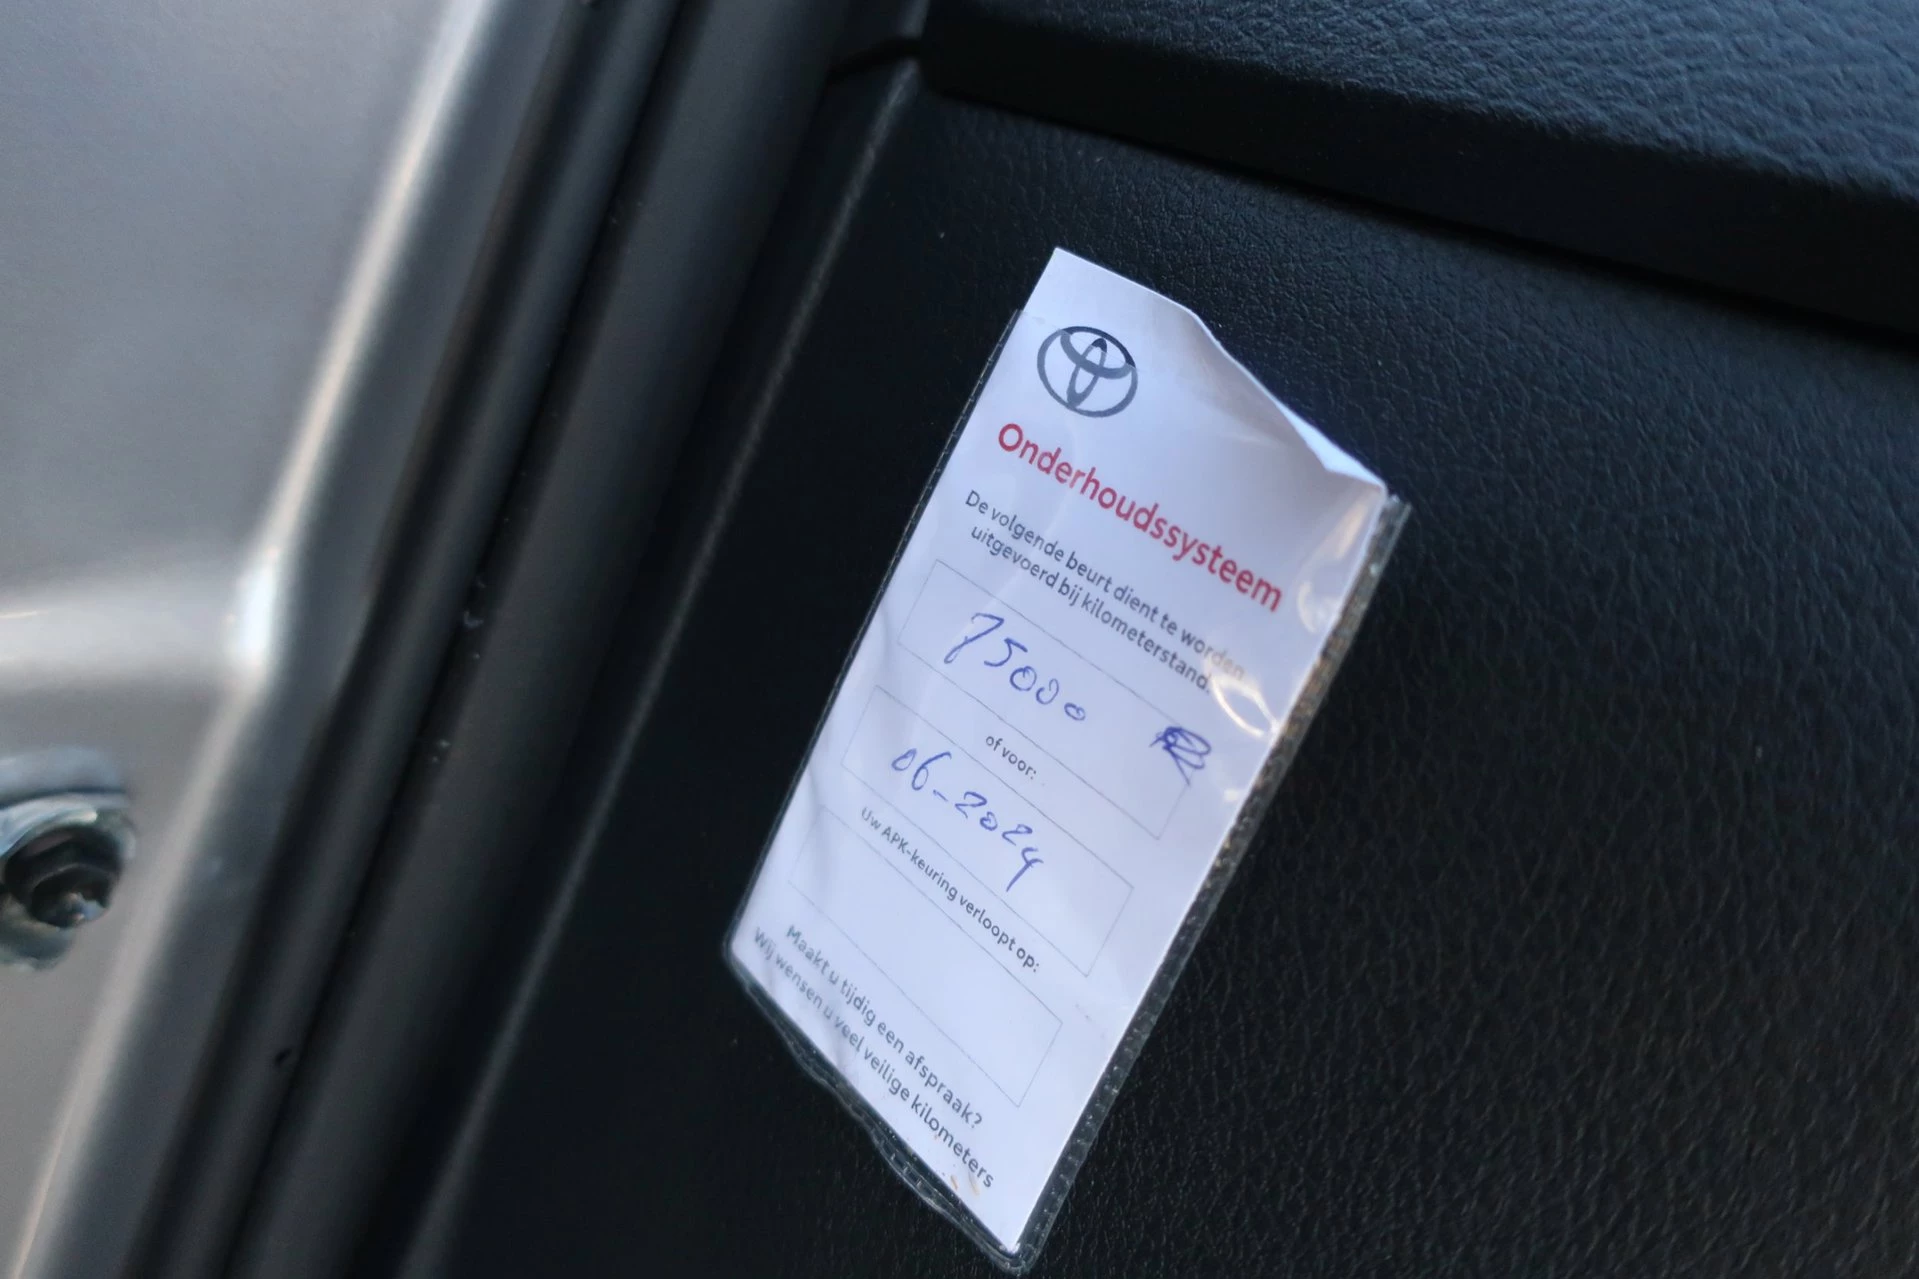 Onderhoudssysteem
De volgende beurt dient te worden
uitgevoerd bij kilometerstand:
75000
of voor:
06-2024
Uw APK-keuring verloopt op:
Maakt u tijdig een afspraak?
Wij wensen u veel veilige kilometers